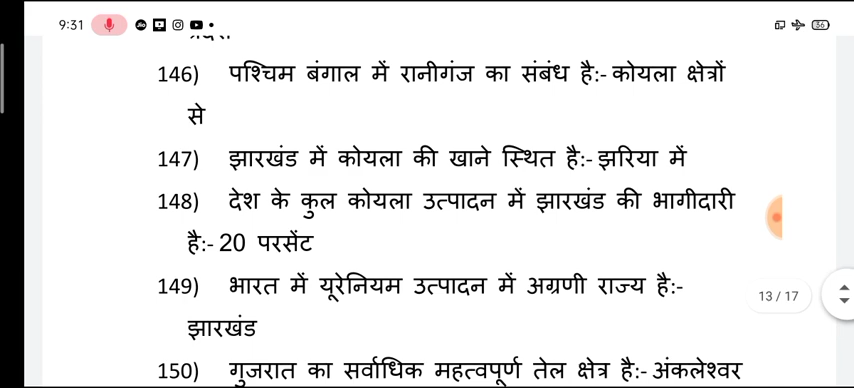 9:31
36
146) पश्चिम बंगाल में रानीगंज का संबंध है:- कोयला क्षेत्रों
से
147) झारखंड में कोयला की खाने स्थित है:- झरिया में
148) देश के कुल कोयला उत्पादन में झारखंड की भागीदारी
है:- 20 परसेंट
149) भारत में यूरेनियम उत्पादन में अग्रणी राज्य है:-
13 / 17
झारखंड
150) गुजरात का सर्वाधिक महत्वपूर्ण तेल क्षेत्र है:- अंकलेश्वर